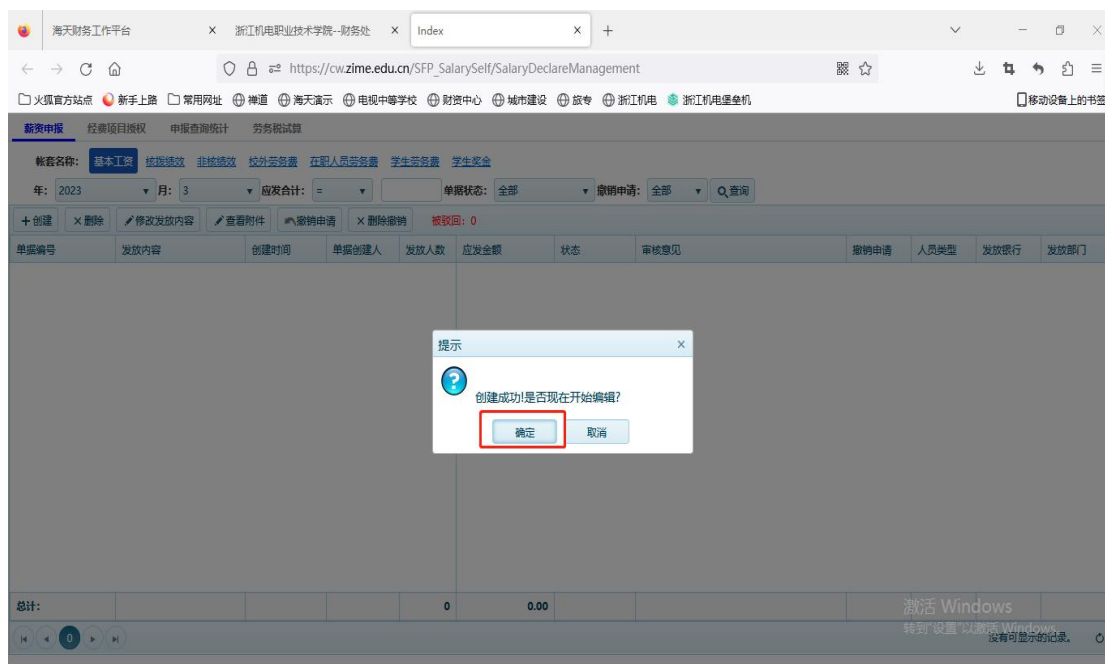 海天财务工作平台 × 浙江机电职业技术学院--财务处 × Index × +
https://cw.zime.edu.cn/SFP_SalarySelf/SalaryDeclareManagement
火狐官方站点 新手上路 常用网址 禅道 海天演示 电视中等学校 财资中心 城市建设 旅专 浙江机电 浙江机电堡垒机 移动设备上的书签
薪资申报 经费项目授权 申报查询统计 劳务税试算
帐套名称: 基本工资 核拨绩效 非核绩效 校外劳务费 在职人员劳务费 学生劳务费 学生奖金
年: 2023 月: 3 应发合计: = 单据状态: 全部 撤销申请: 全部 查询
+创建 ×删除 修改发放内容 查看附件 撤销申请 ×删除撤销 被驳回: 0
单据编号 发放内容 创建时间 单据创建人 发放人数 应发金额 状态 审核意见 撤销申请 人员类型 发放银行 发放部门
提示 ×
创建成功!是否现在开始编辑?
确定 取消
总计: 0 0.00
激活 Windows
转到"设置"以激活 Windows。
0 没有可显示的记录。